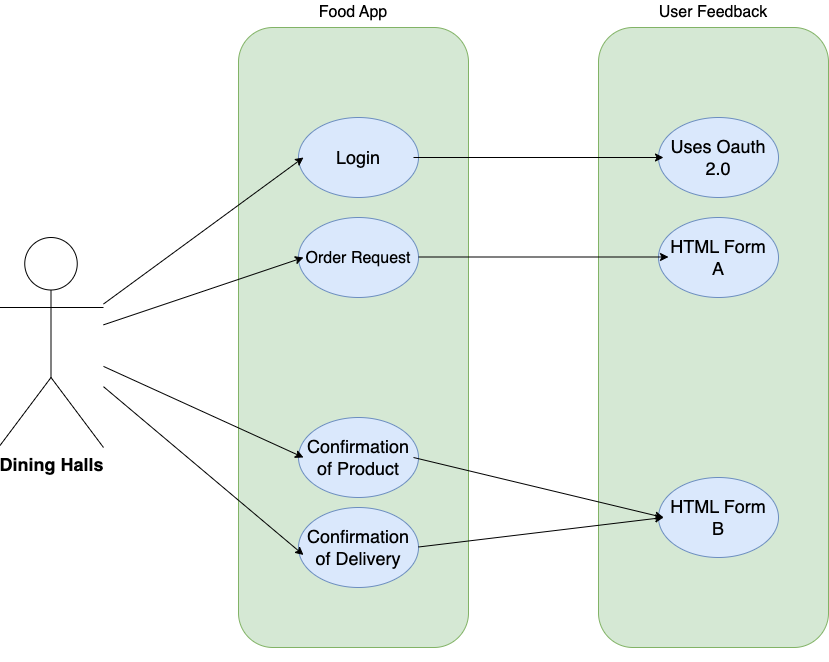 Food App
User Feedback
Login
Uses Oauth
2.0
Order Request
HTML Form
A
Dining Halls
Confirmation
of Product
HTML Form
B
Confirmation
of Delivery